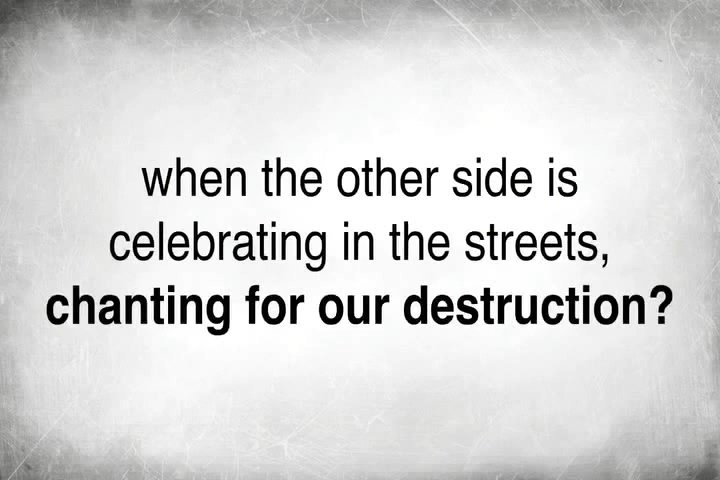 when the other side is
celebrating in the streets,
chanting for our destruction?